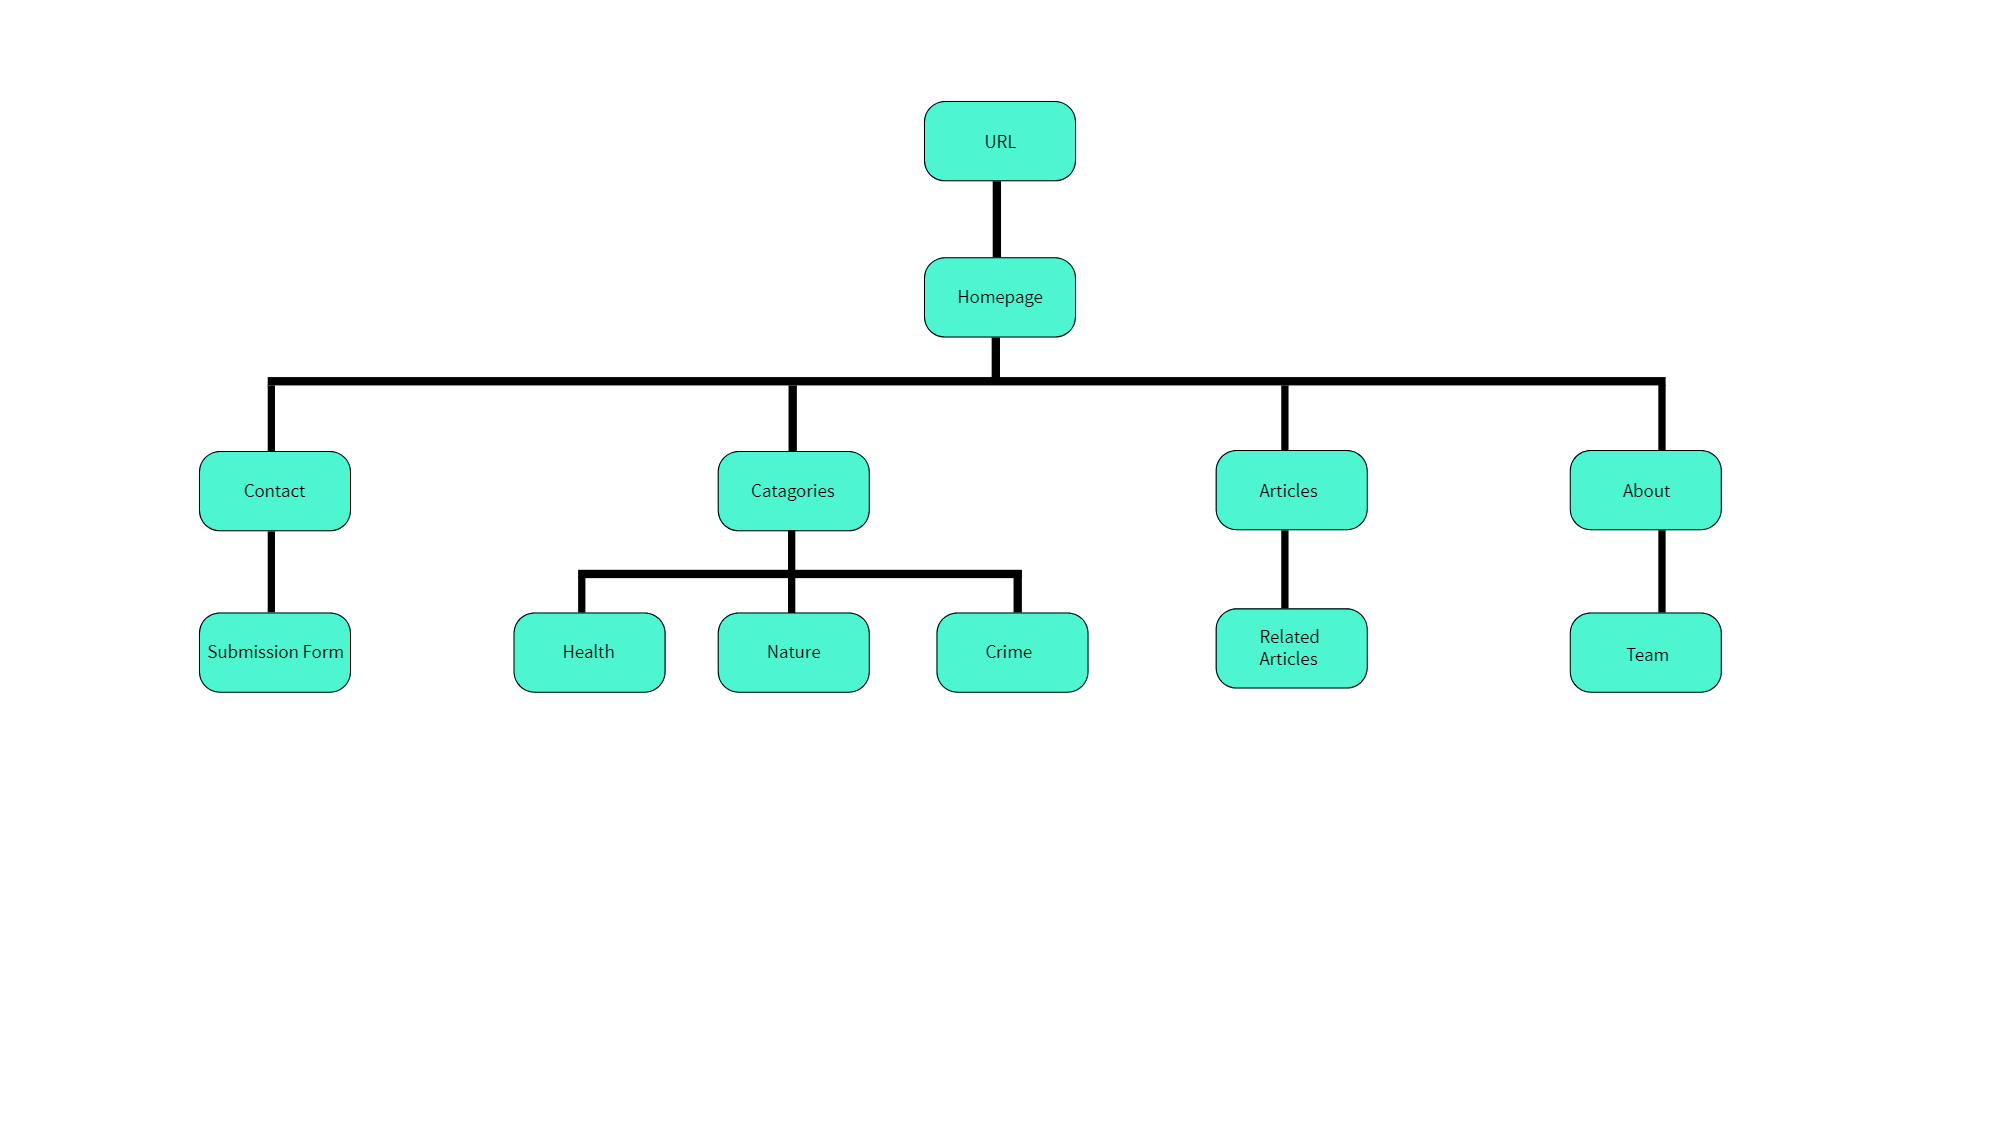 URL
Homepage
Contact
Catagories
Articles
About
Submission Form
Health
Nature
Crime
Related
Articles
Team